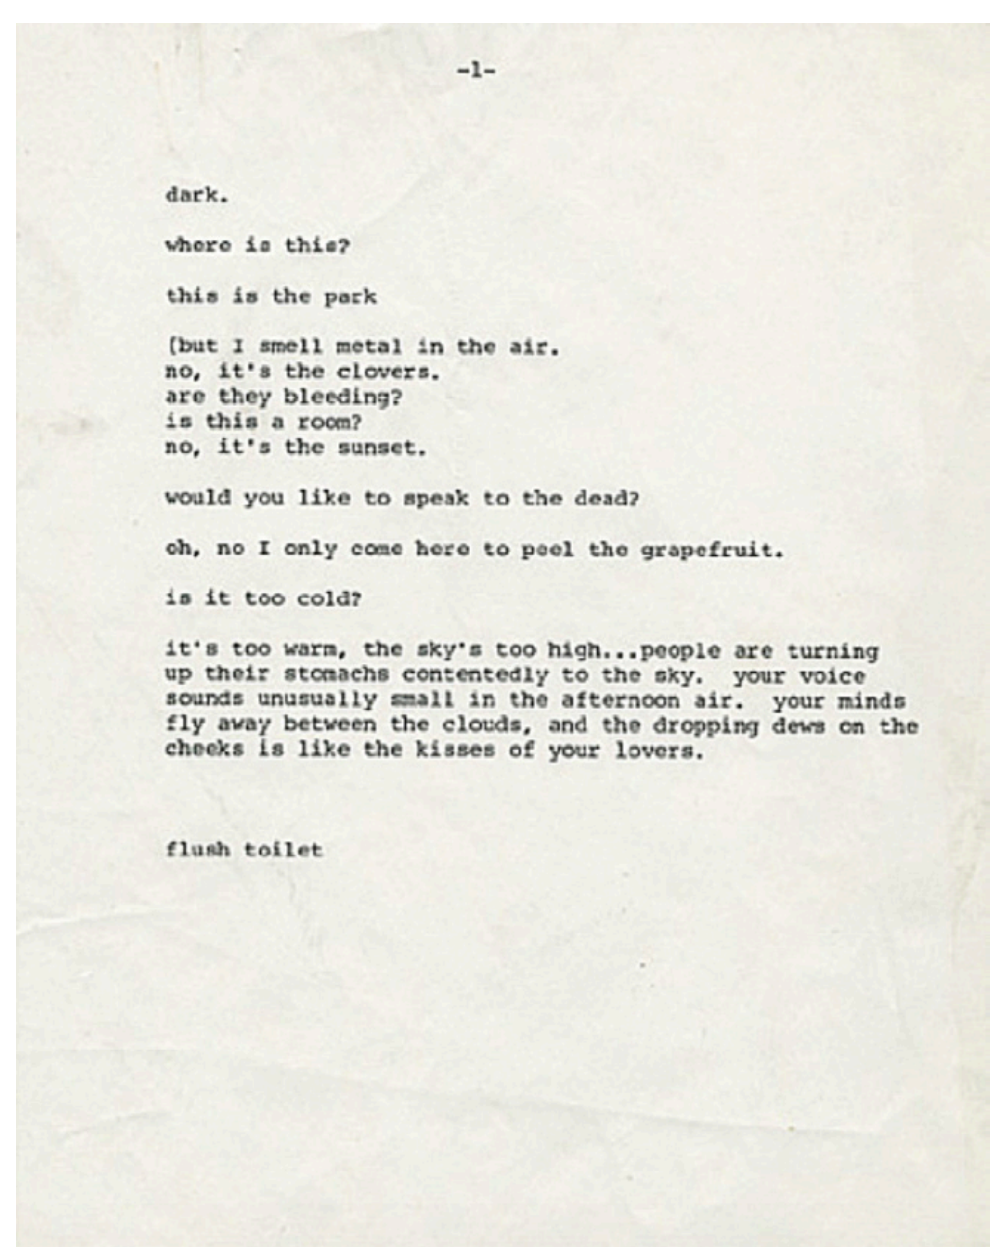 -1-
dark.
where is this?
this is the park
(but I smell metal in the air.
no, it's the clovers.
are they bleeding?
is this a room?
no, it's the sunset.
would you like to speak to the dead?
oh, no I only come here to peel the grapefruit.
is it too cold?
it's too warm, the sky's too high...people are turning
up their stomachs contentedly to the sky.  your voice
sounds unusually small in the afternoon air.  your minds
fly away between the clouds, and the dropping dews on the
cheeks is like the kisses of your lovers.
flush toilet